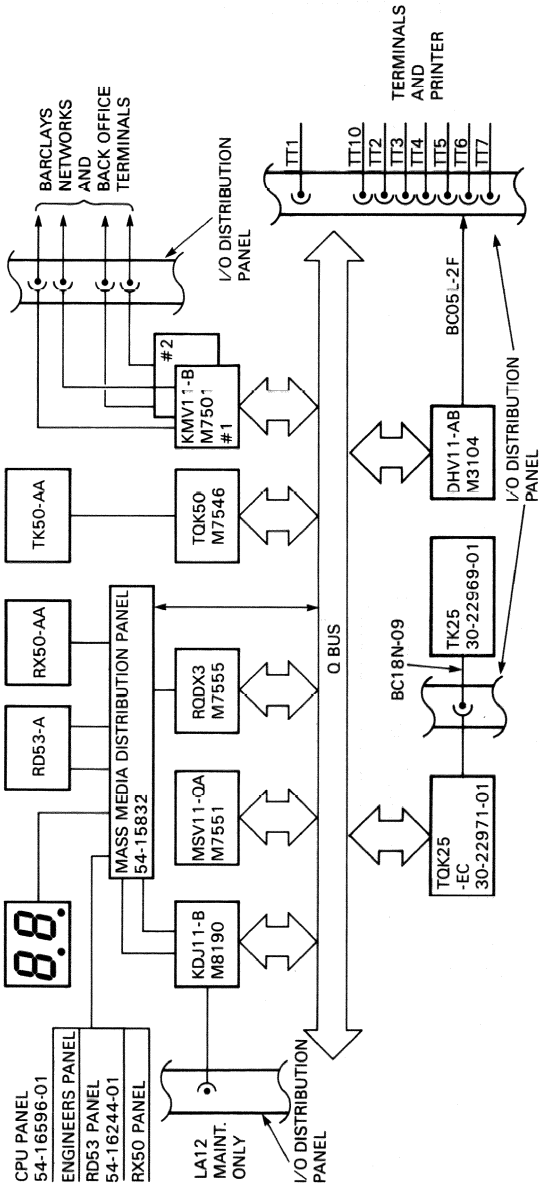 CPU PANEL
54-16596-01
ENGINEERS PANEL
RD53 PANEL
54-16244-01
RX50 PANEL
8.8.
RD53-A
RX50-AA
TK50-AA
BARCLAYS
NETWORKS
AND
BACK OFFICE
TERMINALS
MASS MEDIA DISTRIBUTION PANEL
54-15832
I/O DISTRIBUTION
PANEL
LA12
MAINT.
ONLY
KDJ11-B
M8190
MSV11-QA
M7551
RQDX3
M7555
TQK50
M7546
#2
KMV11-B
M7501
#1
I/O DISTRIBUTION
PANEL
Q BUS
TT1
TT10
TT2
TT3
TT4
TT5
TT6
TT7
TERMINALS
AND
PRINTER
TQK25
-EC
30-22971-01
BC18N-09
TK25
30-22969-01
DHV11-AB
M3104
BC05L-2F
I/O DISTRIBUTION
PANEL